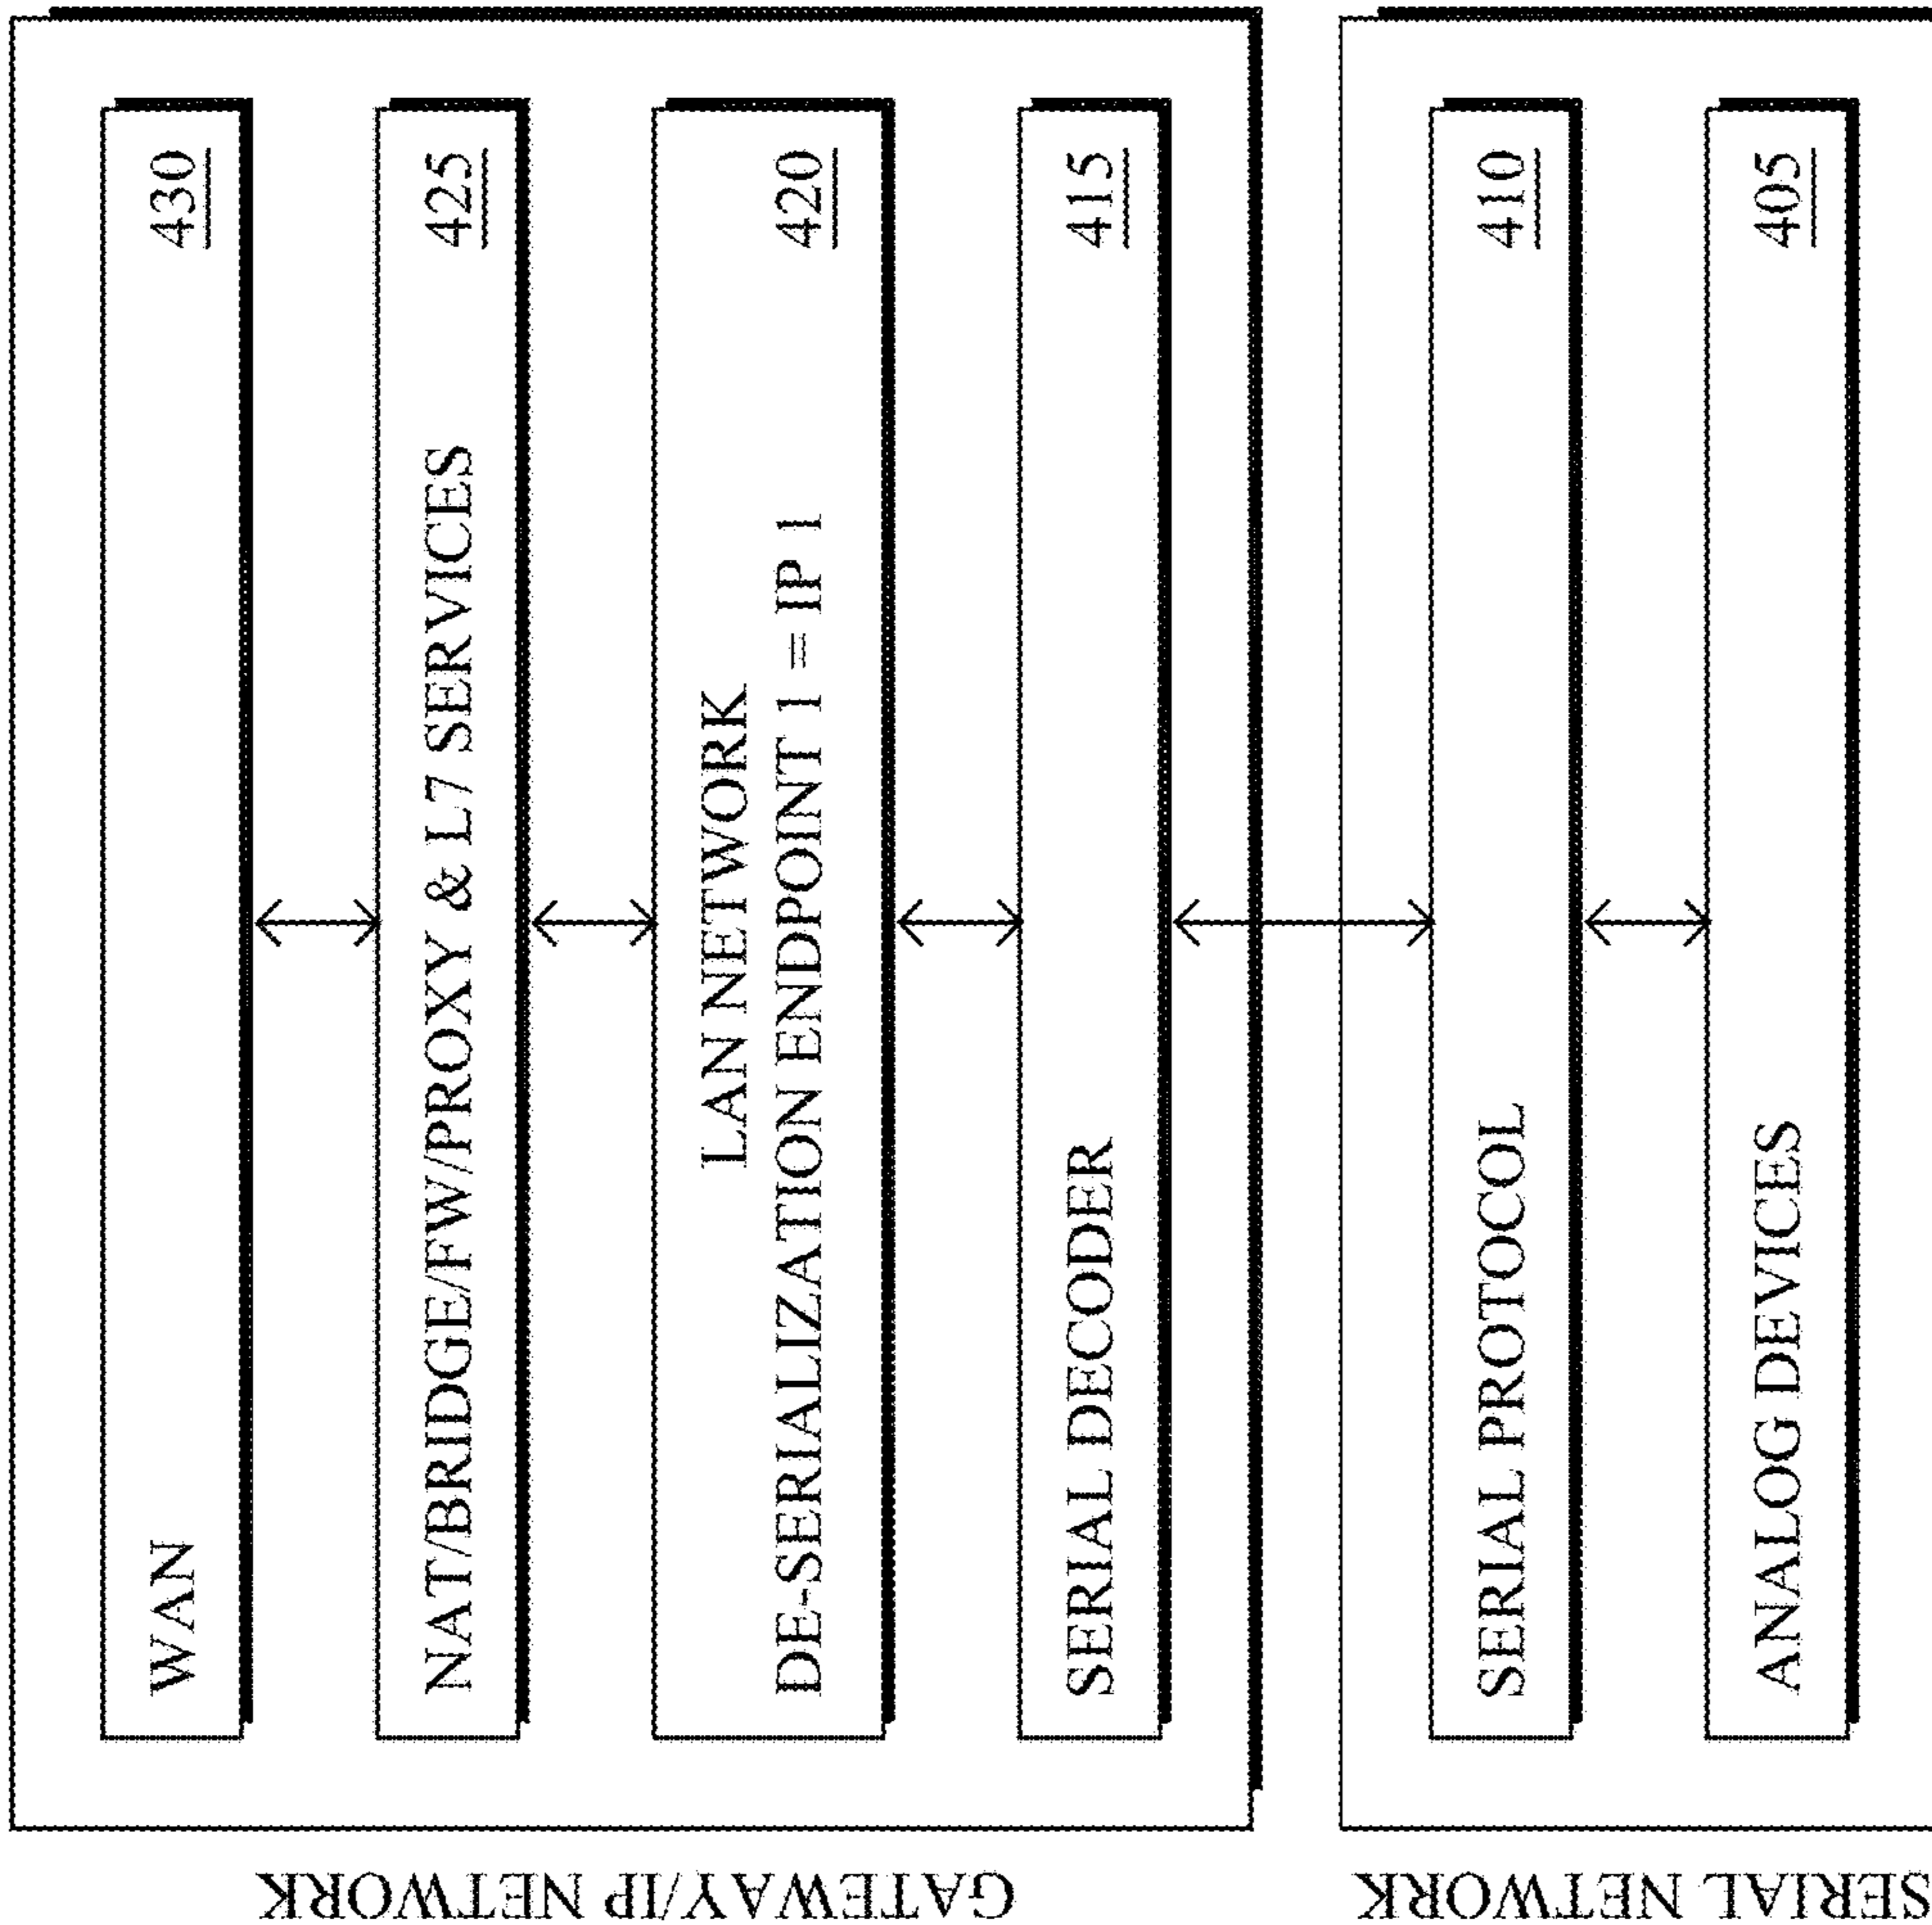 GATEWAY/IP NETWORK
WAN 430
NAT/BRIDGE/FW/PROXY & L7 SERVICES 425
LAN NETWORK
DE-SERIALIZATION ENDPOINT 1 = IP 1 420
SERIAL DECODER 415
SERIAL NETWORK
SERIAL PROTOCOL 410
ANALOG DEVICES 405